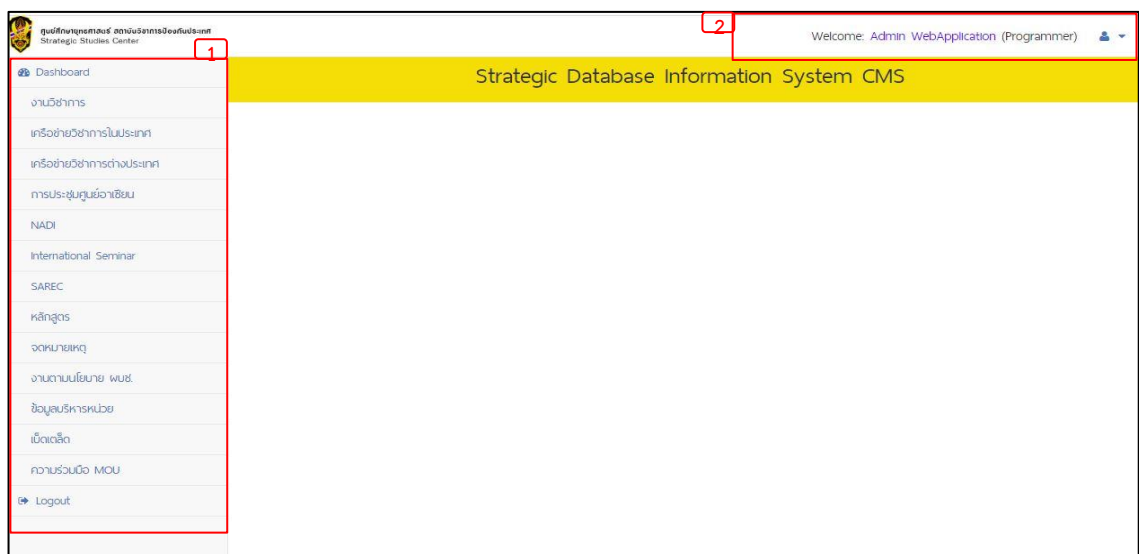 ศูนย์ศึกษายุทธศาสตร์ สถาบันวิชาการป้องกันประเทศ
Strategic Studies Center
1
2
Welcome: Admin WebApplication (Programmer)
Strategic Database Information System CMS
Dashboard
งานวิชาการ
เครือข่ายวิชาการในประเทศ
เครือข่ายวิชาการต่างประเทศ
การประชุมศูนย์อาเซียน
NADI
International Seminar
SAREC
หลักสูตร
จดหมายเหตุ
งานตามนโยบาย ผบช.
ข้อมูลบริหารหน่วย
เบ็ดเตล็ด
ความร่วมมือ MOU
Logout